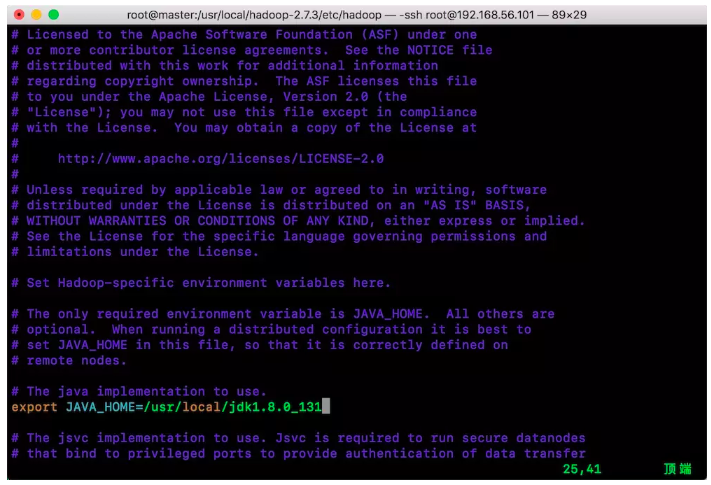 root@master:/usr/local/hadoop-2.7.3/etc/hadoop — -ssh root@192.168.56.101 — 89×29
# Licensed to the Apache Software Foundation (ASF) under one
# or more contributor license agreements.  See the NOTICE file
# distributed with this work for additional information
# regarding copyright ownership.  The ASF licenses this file
# to you under the Apache License, Version 2.0 (the
# "License"); you may not use this file except in compliance
# with the License.  You may obtain a copy of the License at
#
#     http://www.apache.org/licenses/LICENSE-2.0
#
# Unless required by applicable law or agreed to in writing, software
# distributed under the License is distributed on an "AS IS" BASIS,
# WITHOUT WARRANTIES OR CONDITIONS OF ANY KIND, either express or implied.
# See the License for the specific language governing permissions and
# limitations under the License.
# Set Hadoop-specific environment variables here.
# The only required environment variable is JAVA_HOME.  All others are
# optional.  When running a distributed configuration it is best to
# set JAVA_HOME in this file, so that it is correctly defined on
# remote nodes.
# The java implementation to use.
export JAVA_HOME=/usr/local/jdk1.8.0_131
# The jsvc implementation to use. Jsvc is required to run secure datanodes
# that bind to privileged ports to provide authentication of data transfer
25,41 顶端